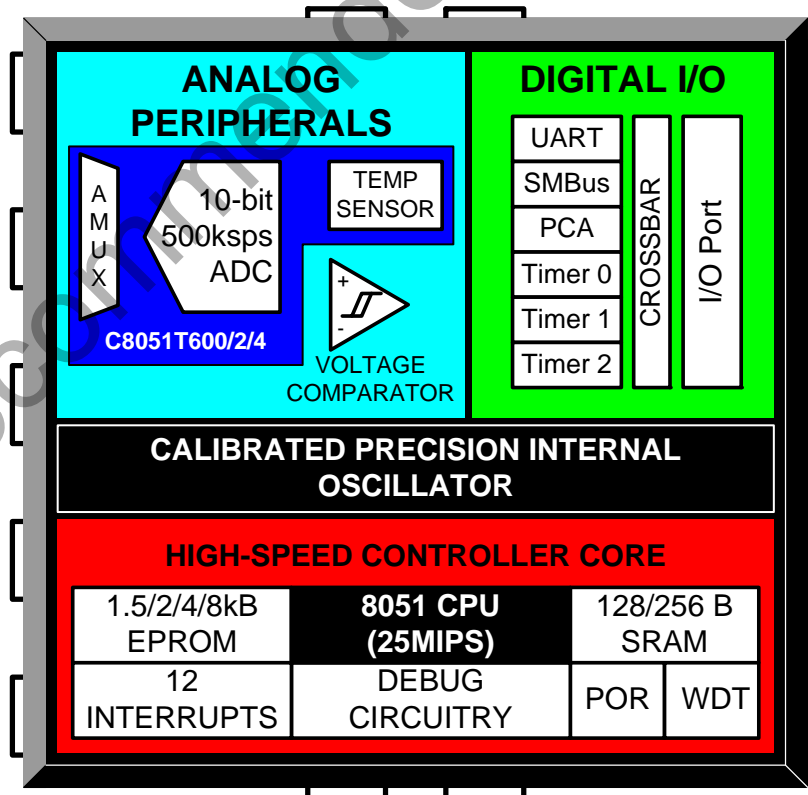 ANALOG
PERIPHERALS
AMUX
10-bit
500ksps
ADC
TEMP
SENSOR
C8051T600/2/4
+
-
VOLTAGE
COMPARATOR
DIGITAL I/O
UART
SMBus
PCA
Timer 0
Timer 1
Timer 2
CROSSBAR
I/O Port
CALIBRATED PRECISION INTERNAL
OSCILLATOR
HIGH-SPEED CONTROLLER CORE
1.5/2/4/8kB
EPROM
8051 CPU
(25MIPS)
128/256 B
SRAM
12
INTERRUPTS
DEBUG
CIRCUITRY
POR
WDT